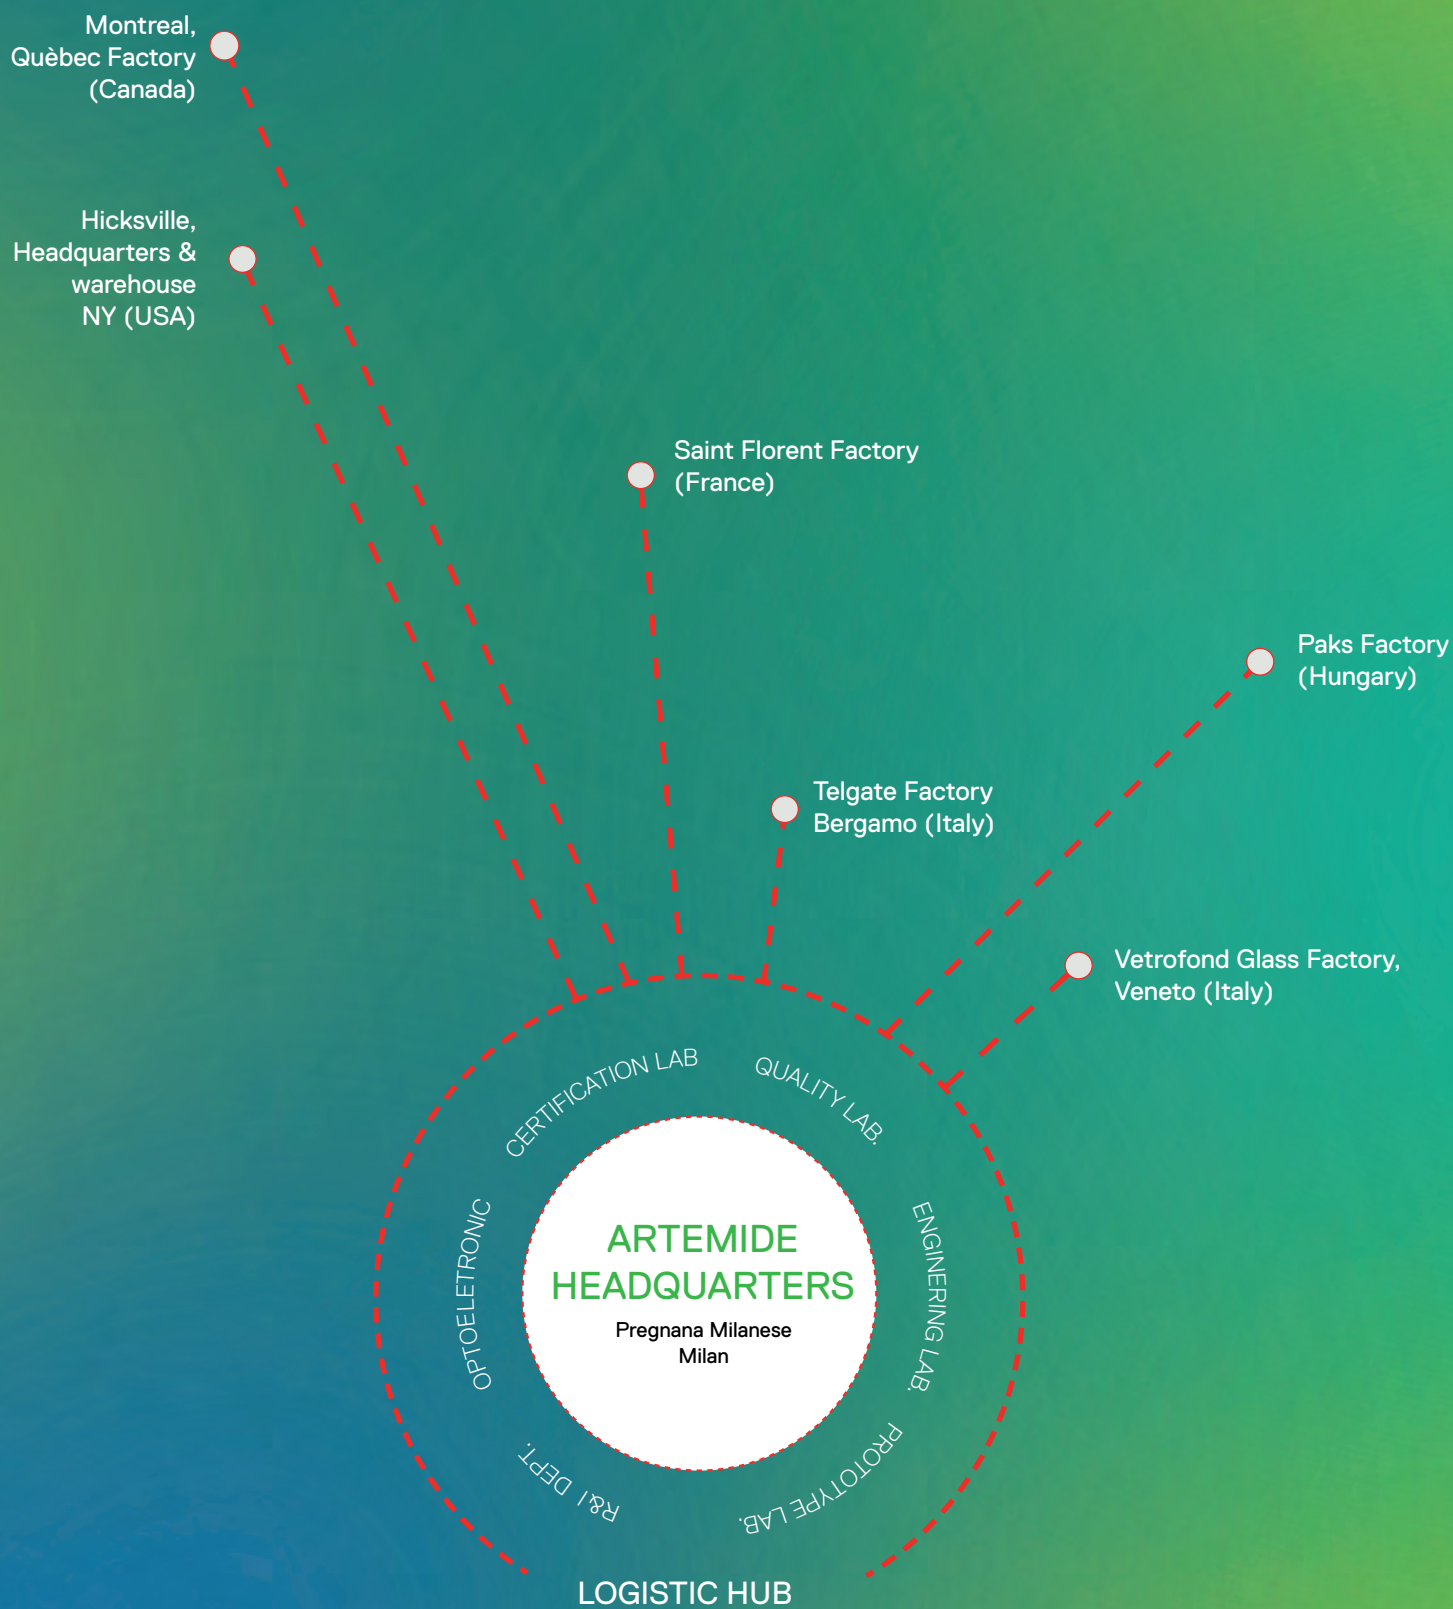 Montreal,
Quèbec Factory
(Canada)
Hicksville,
Headquarters &
warehouse
NY (USA)
Saint Florent Factory
(France)
Paks Factory
(Hungary)
Telgate Factory
Bergamo (Italy)
Vetrofond Glass Factory,
Veneto (Italy)
CERTIFICATION LAB
QUALITY LAB.
OPTOELETRONIC
ENGINERING LAB.
ARTEMIDE
HEADQUARTERS
Pregnana Milanese
Milan
R&I DEPT.
PROTOTYPE LAB.
LOGISTIC HUB